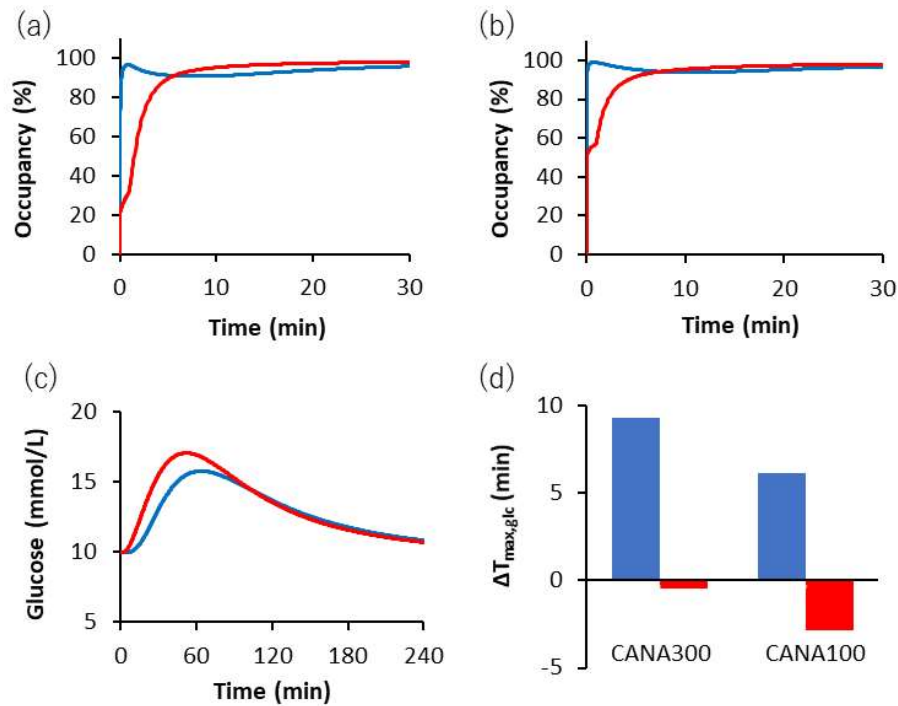 (a)
Occupancy (%)
100
80
60
40
20
0
0 10 20 30
Time (min)
(b)
Occupancy (%)
100
80
60
40
20
0
0 10 20 30
Time (min)
(c)
Glucose (mmol/L)
20
15
10
5
0 60 120 180 240
Time (min)
(d)
ΔTmax,glc (min)
10
5
0
-5
CANA300 CANA100